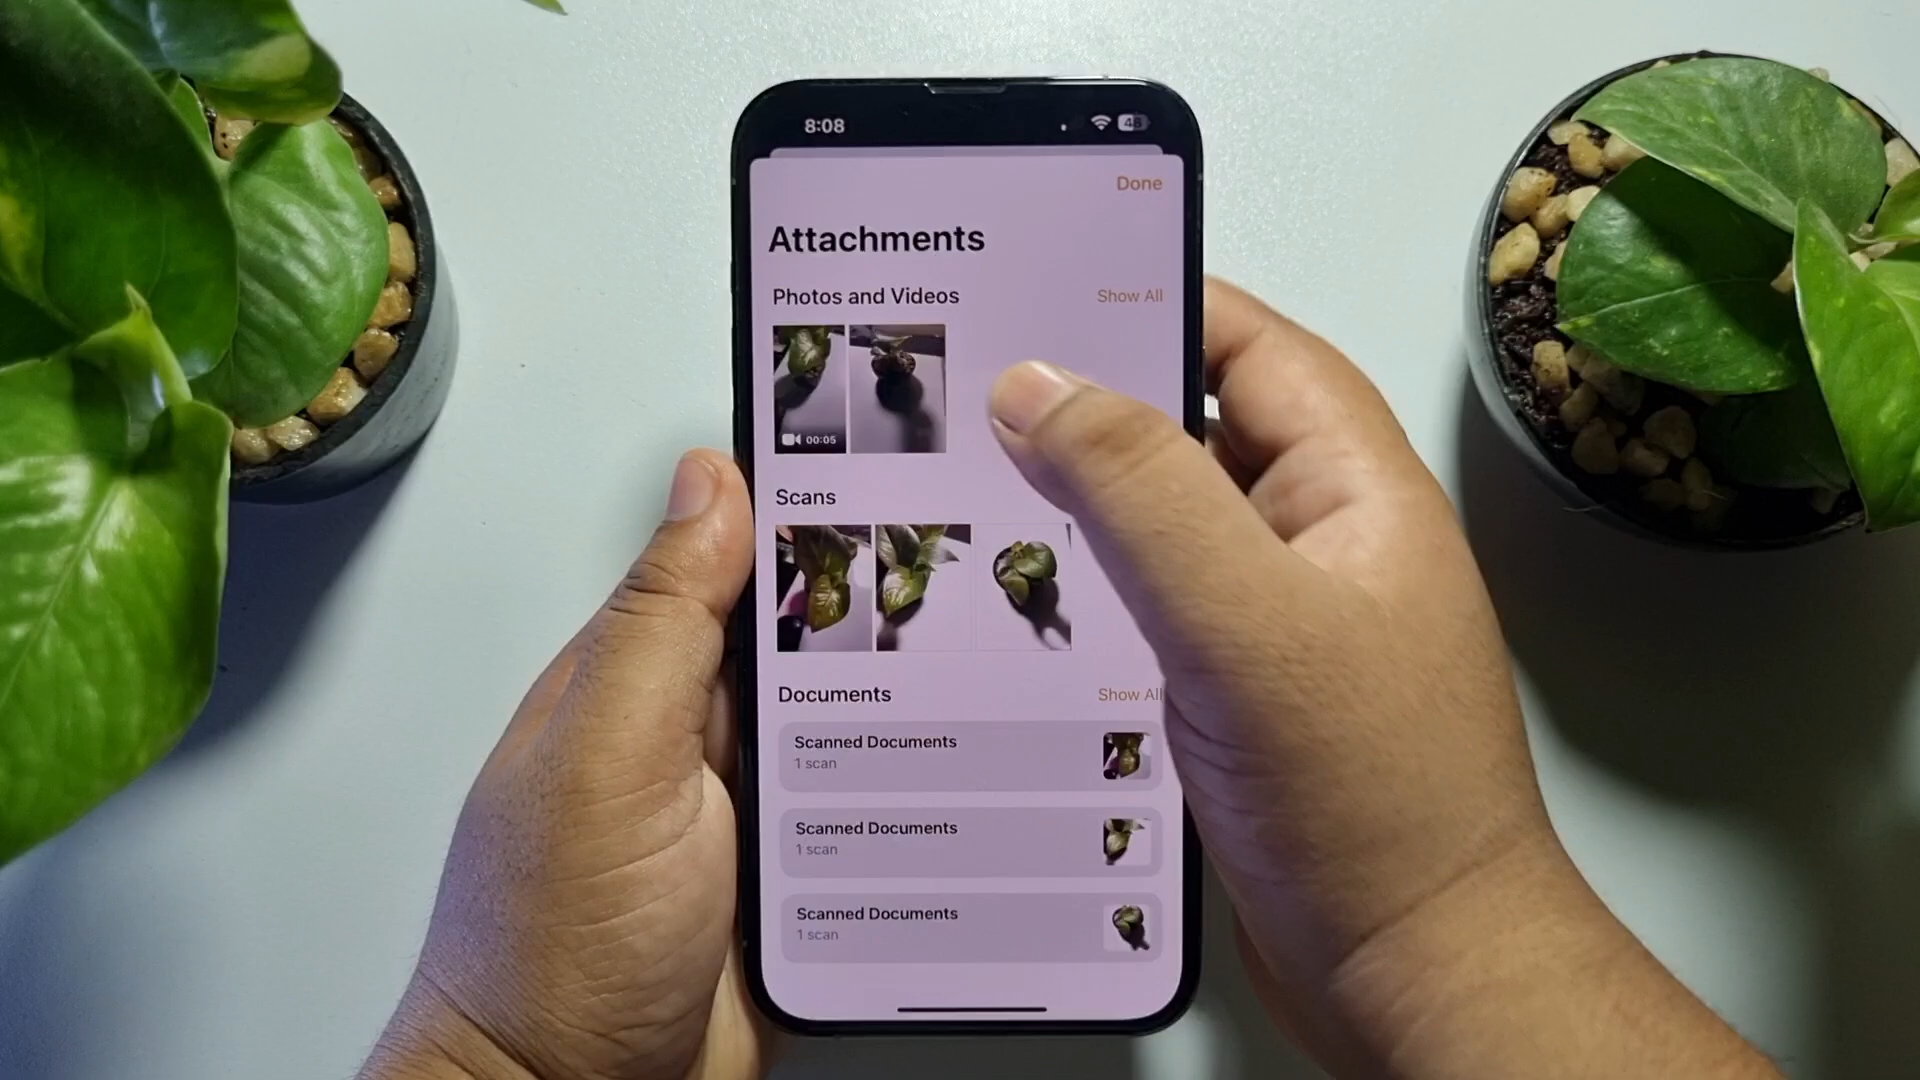 8:08
48
Done
Attachments
Photos and Videos
Show All
00:05
Scans
Documents
Show All
Scanned Documents
1 scan
Scanned Documents
1 scan
Scanned Documents
1 scan